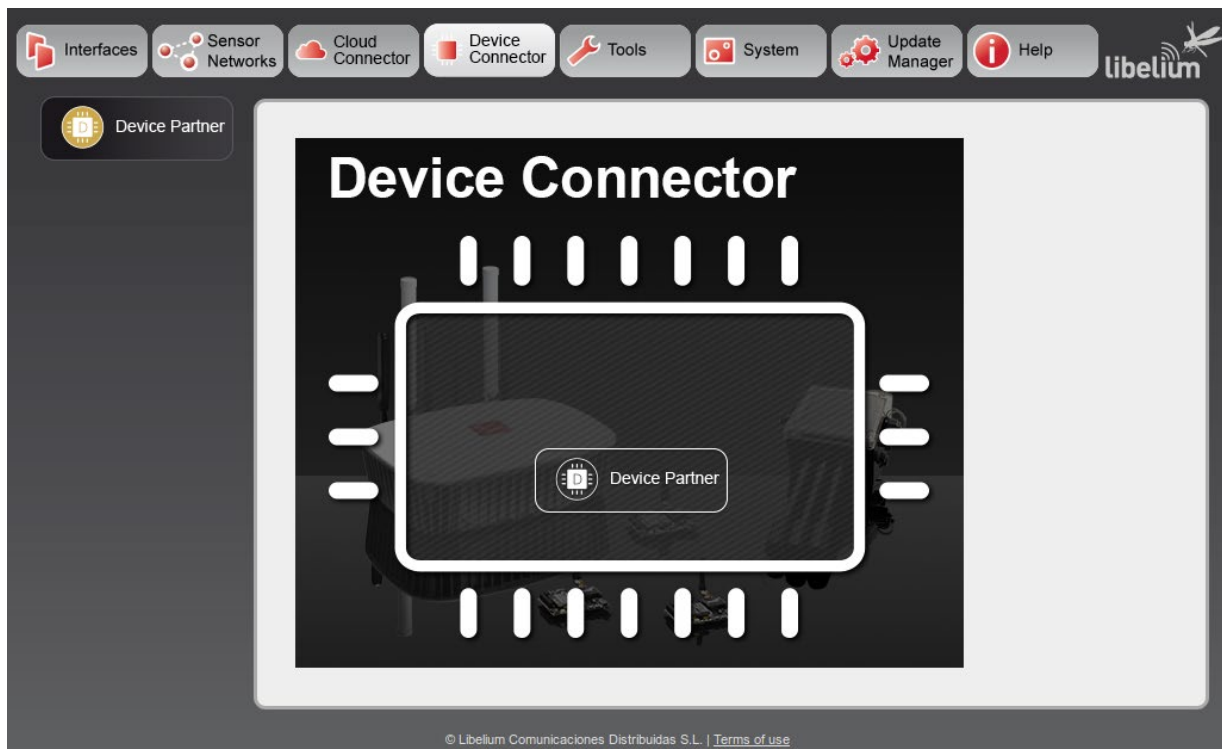 Interfaces
Sensor
Networks
Cloud
Connector
Device
Connector
Tools
System
Update
Manager
Help
libelium
D Device Partner
Device Connector
D Device Partner
© Libelium Comunicaciones Distribuidas S.L. | Terms of use